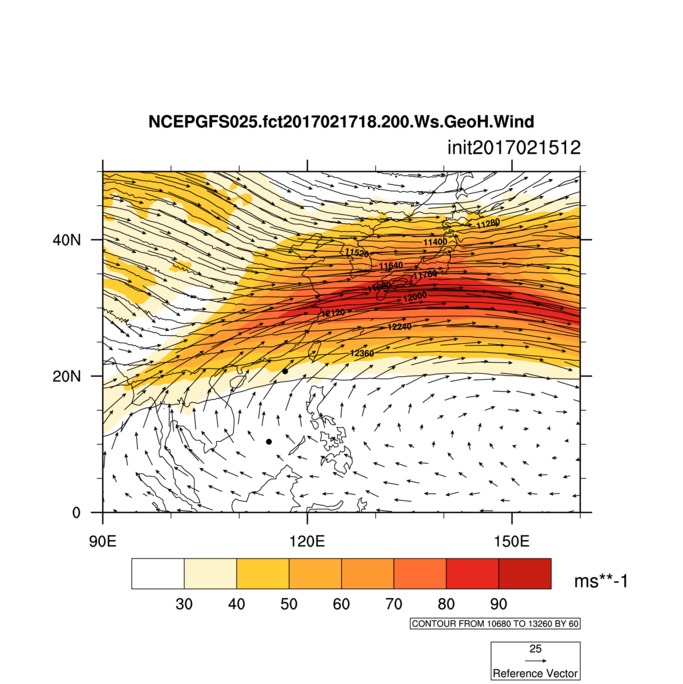 NCEPGFS025.fct2017021718.200.Ws.GeoH.Wind
init2017021512
40N
20N
0
90E 120E 150E
11280
11400
11520
11640
11760
11880
12000
12120
12240
12360
30 40 50 60 70 80 90
ms**-1
CONTOUR FROM 10680 TO 13260 BY 60
25
Reference Vector